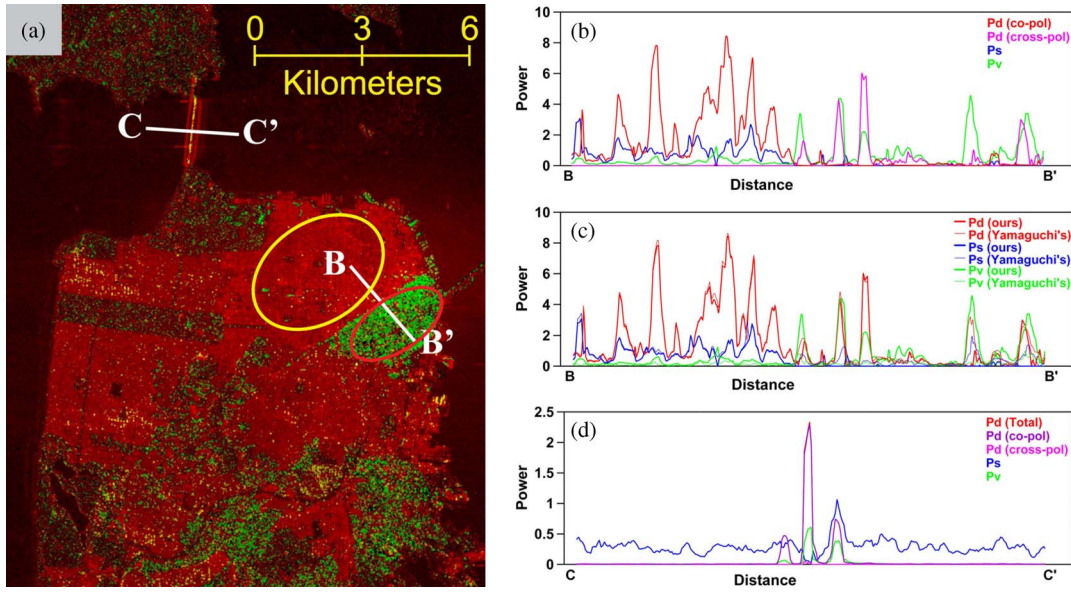 (a)
0 3 6
Kilometers
C C’
B
B’
(b)
10
8
6
4
2
0
Power
Pd (co-pol)
Pd (cross-pol)
Ps
Pv
B Distance B'
(c)
10
8
6
4
2
0
Power
Pd (ours)
Pd (Yamaguchi's)
Ps (ours)
Ps (Yamaguchi's)
Pv (ours)
Pv (Yamaguchi's)
B Distance B'
(d)
2.5
2
1.5
1
0.5
0
Power
Pd (Total)
Pd (co-pol)
Pd (cross-pol)
Ps
Pv
C Distance C'